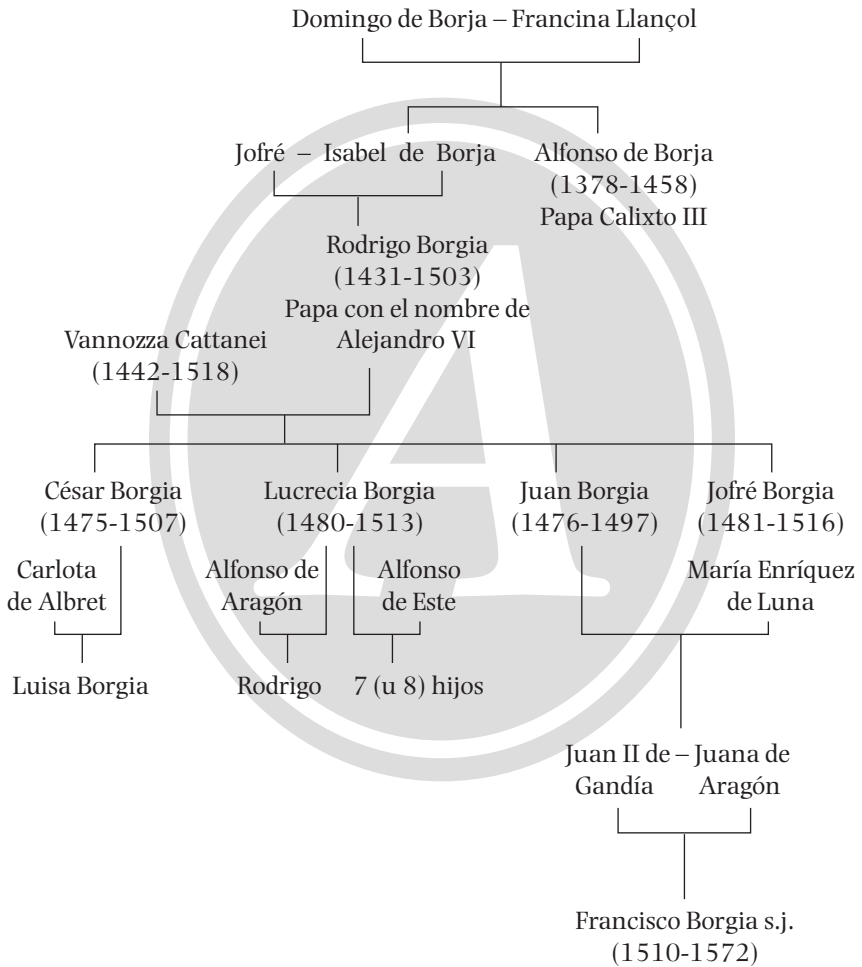 Domingo de Borja – Francina Llançol
Jofré – Isabel de Borja
Alfonso de Borja
(1378-1458)
Papa Calixto III
Rodrigo Borgia
(1431-1503)
Papa con el nombre de
Alejandro VI
Vannozza Cattanei
(1442-1518)
César Borgia
(1475-1507)
Lucrecia Borgia
(1480-1513)
Juan Borgia
(1476-1497)
Jofré Borgia
(1481-1516)
Carlota
de Albret
Alfonso de
Aragón
Alfonso
de Este
María Enríquez
de Luna
Luisa Borgia
Rodrigo
7 (u 8) hijos
Juan II de – Juana de
Gandía Aragón
Francisco Borgia s.j.
(1510-1572)
A